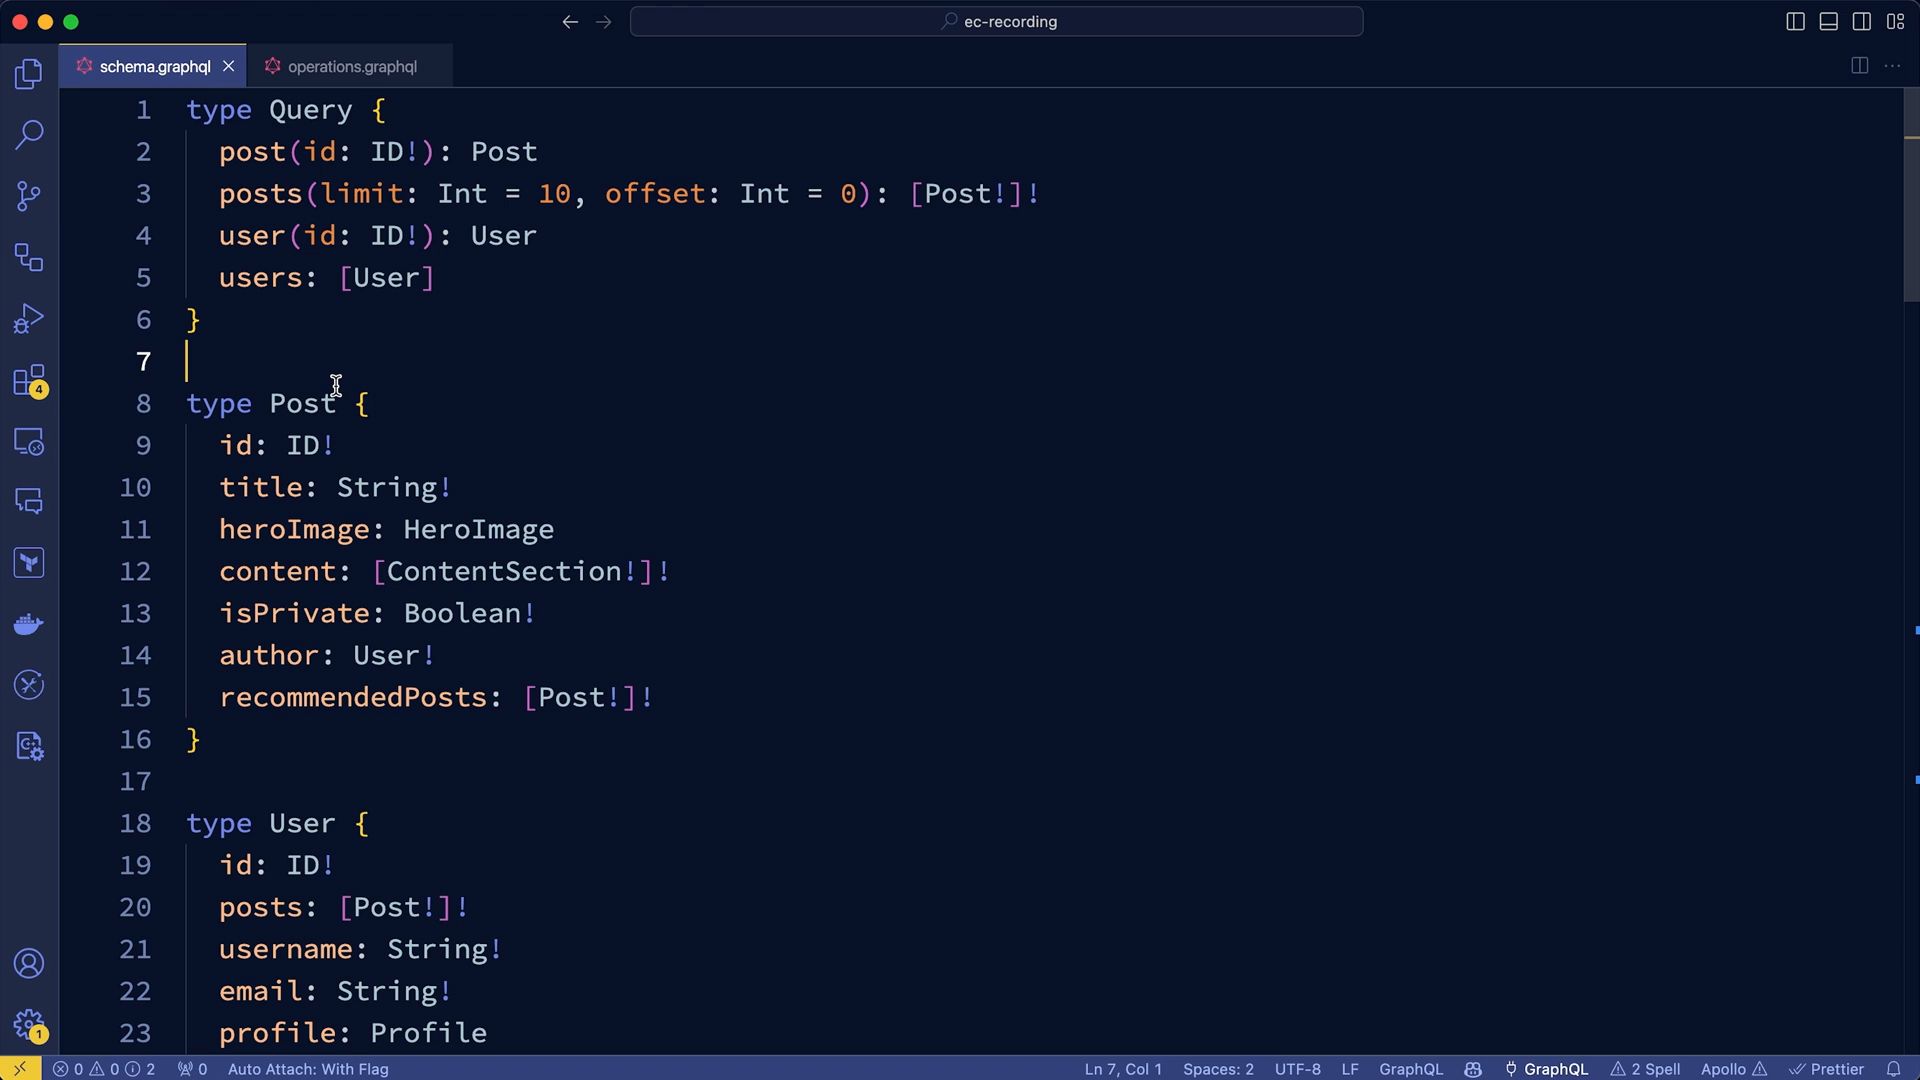 ec-recording
schema.graphql
operations.graphql
1 type Query {
2 post(id: ID!): Post
3 posts(limit: Int = 10, offset: Int = 0): [Post!]!
4 user(id: ID!): User
5 users: [User]
6 }
7
8 type Post {
9 id: ID!
10 title: String!
11 heroImage: HeroImage
12 content: [ContentSection!]!
13 isPrivate: Boolean!
14 author: User!
15 recommendedPosts: [Post!]!
16 }
17
18 type User {
19 id: ID!
20 posts: [Post!]!
21 username: String!
22 email: String!
23 profile: Profile
4
1
0 0 2 0 Auto Attach: With Flag Ln 7, Col 1 Spaces: 2 UTF-8 LF GraphQL GraphQL 2 Spell Apollo Prettier